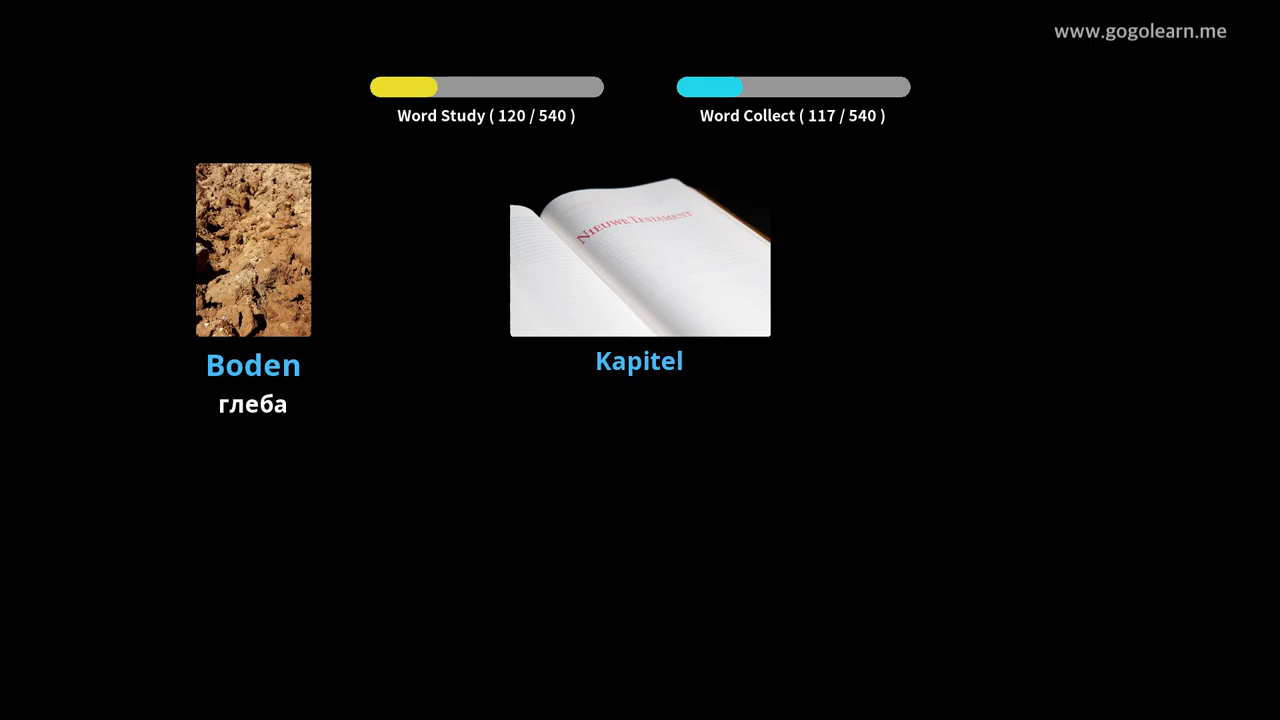 www.gogolearn.me
Word Study ( 120 / 540 )
Word Collect ( 117 / 540 )
NIEUWE TESTAMENT
Boden
глеба
Kapitel